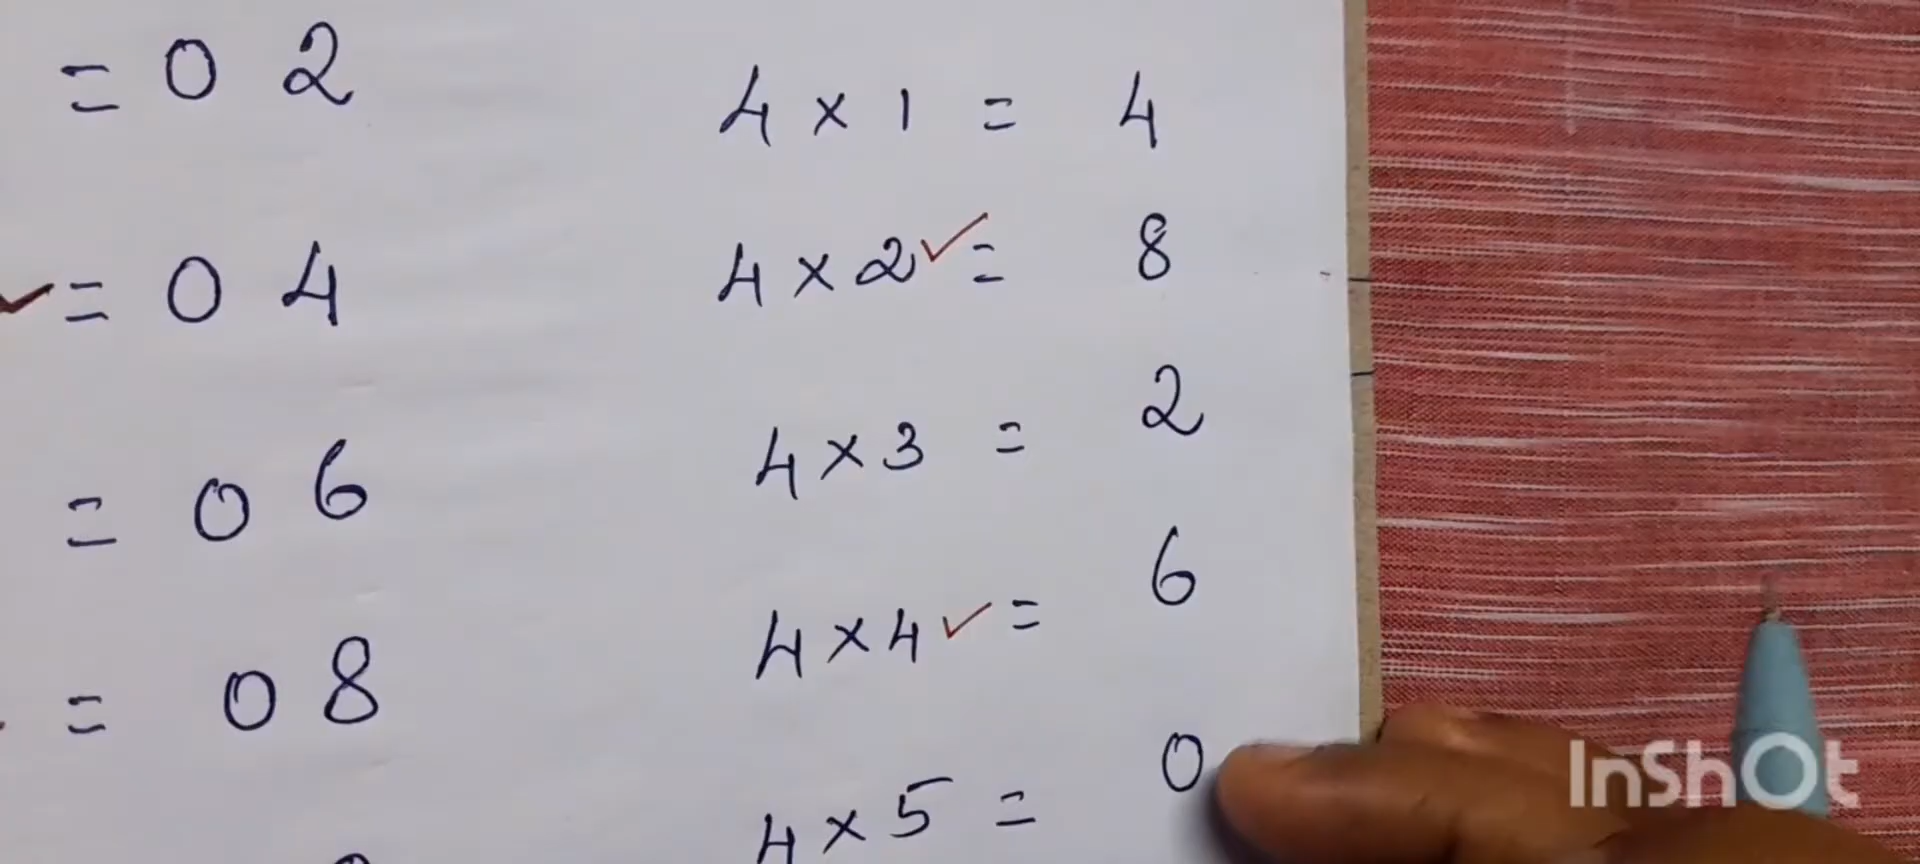 = 0 2
= 0 4
= 0 6
= 0 8
4 × 1 = 4
4 × 2 = 8
4 × 3 = 2
4 × 4 = 6
4 × 5 = 0
InShOt